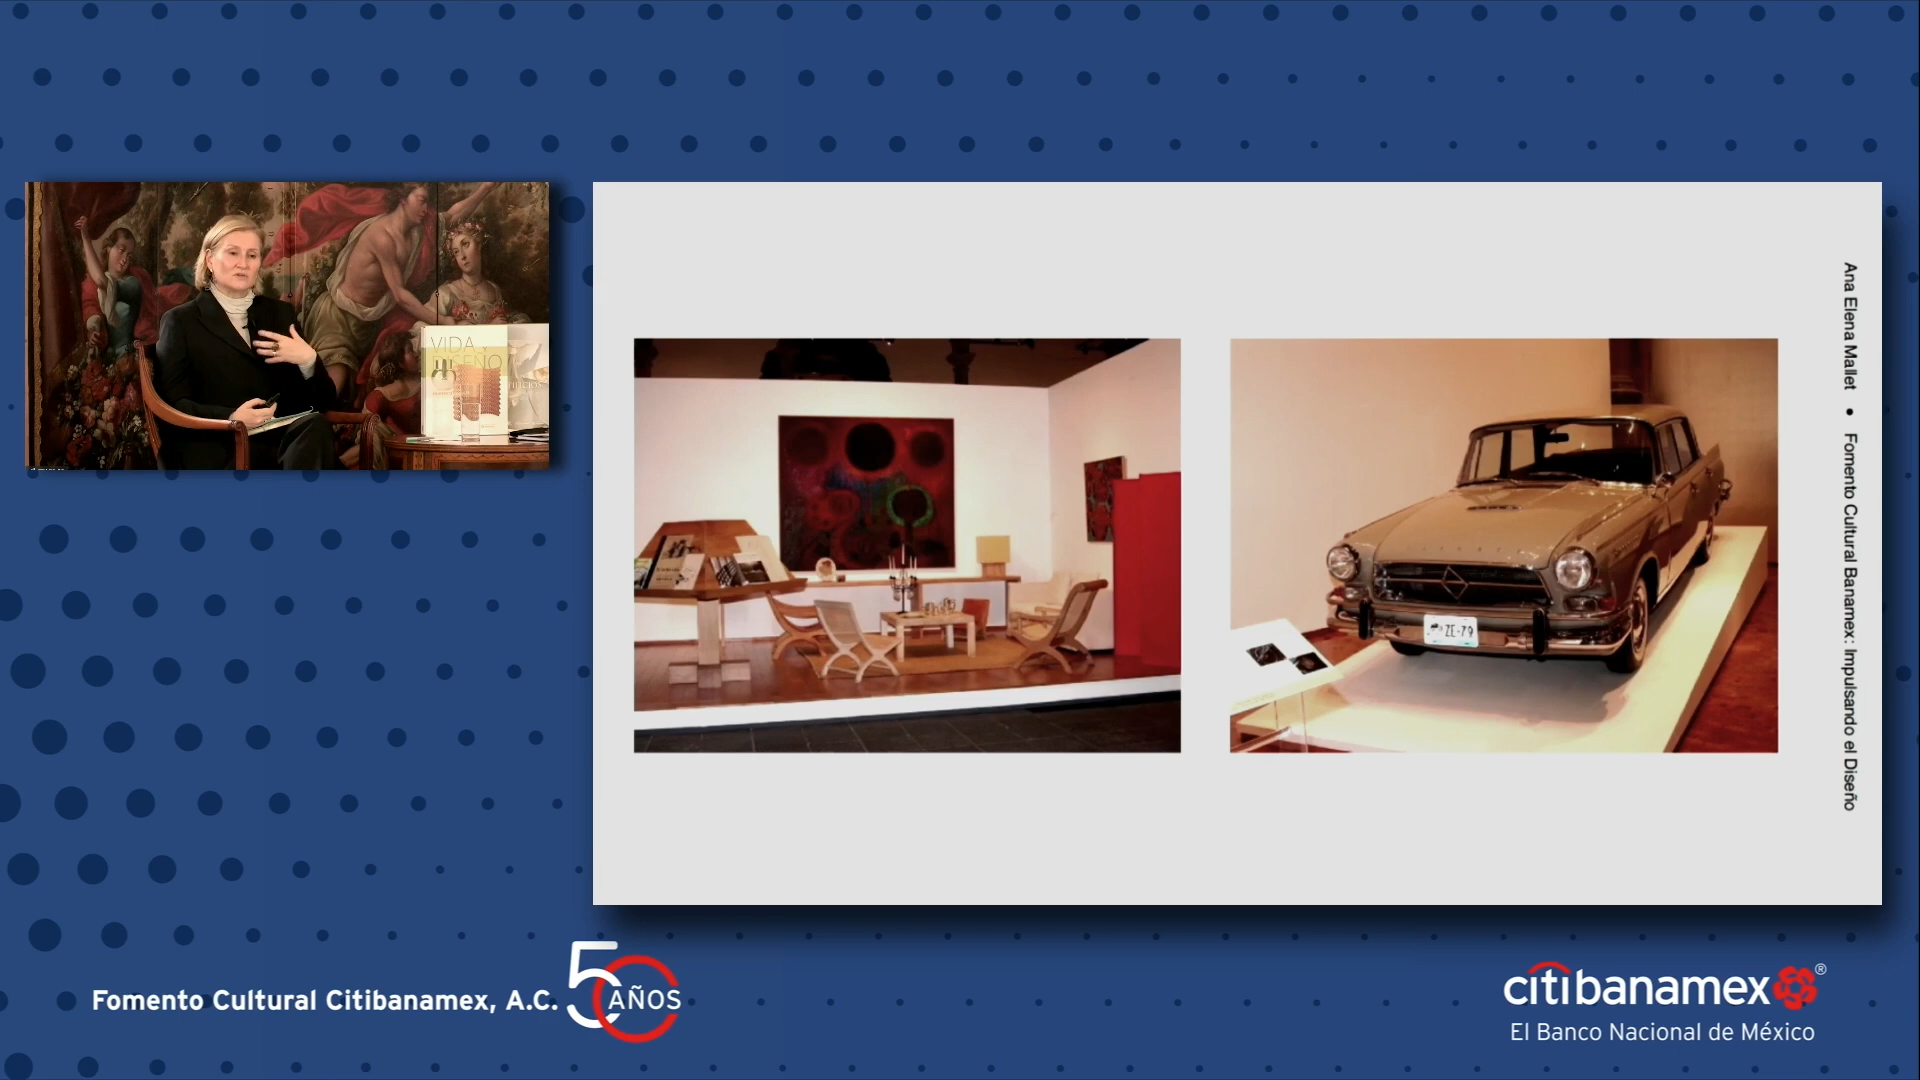 VIDA
DISEÑO
ZE-79
Ana Elena Mallet • Fomento Cultural Banamex: Impulsando el Diseño
Fomento Cultural Citibanamex, A.C. 50 AÑOS
citibanamex®
El Banco Nacional de México